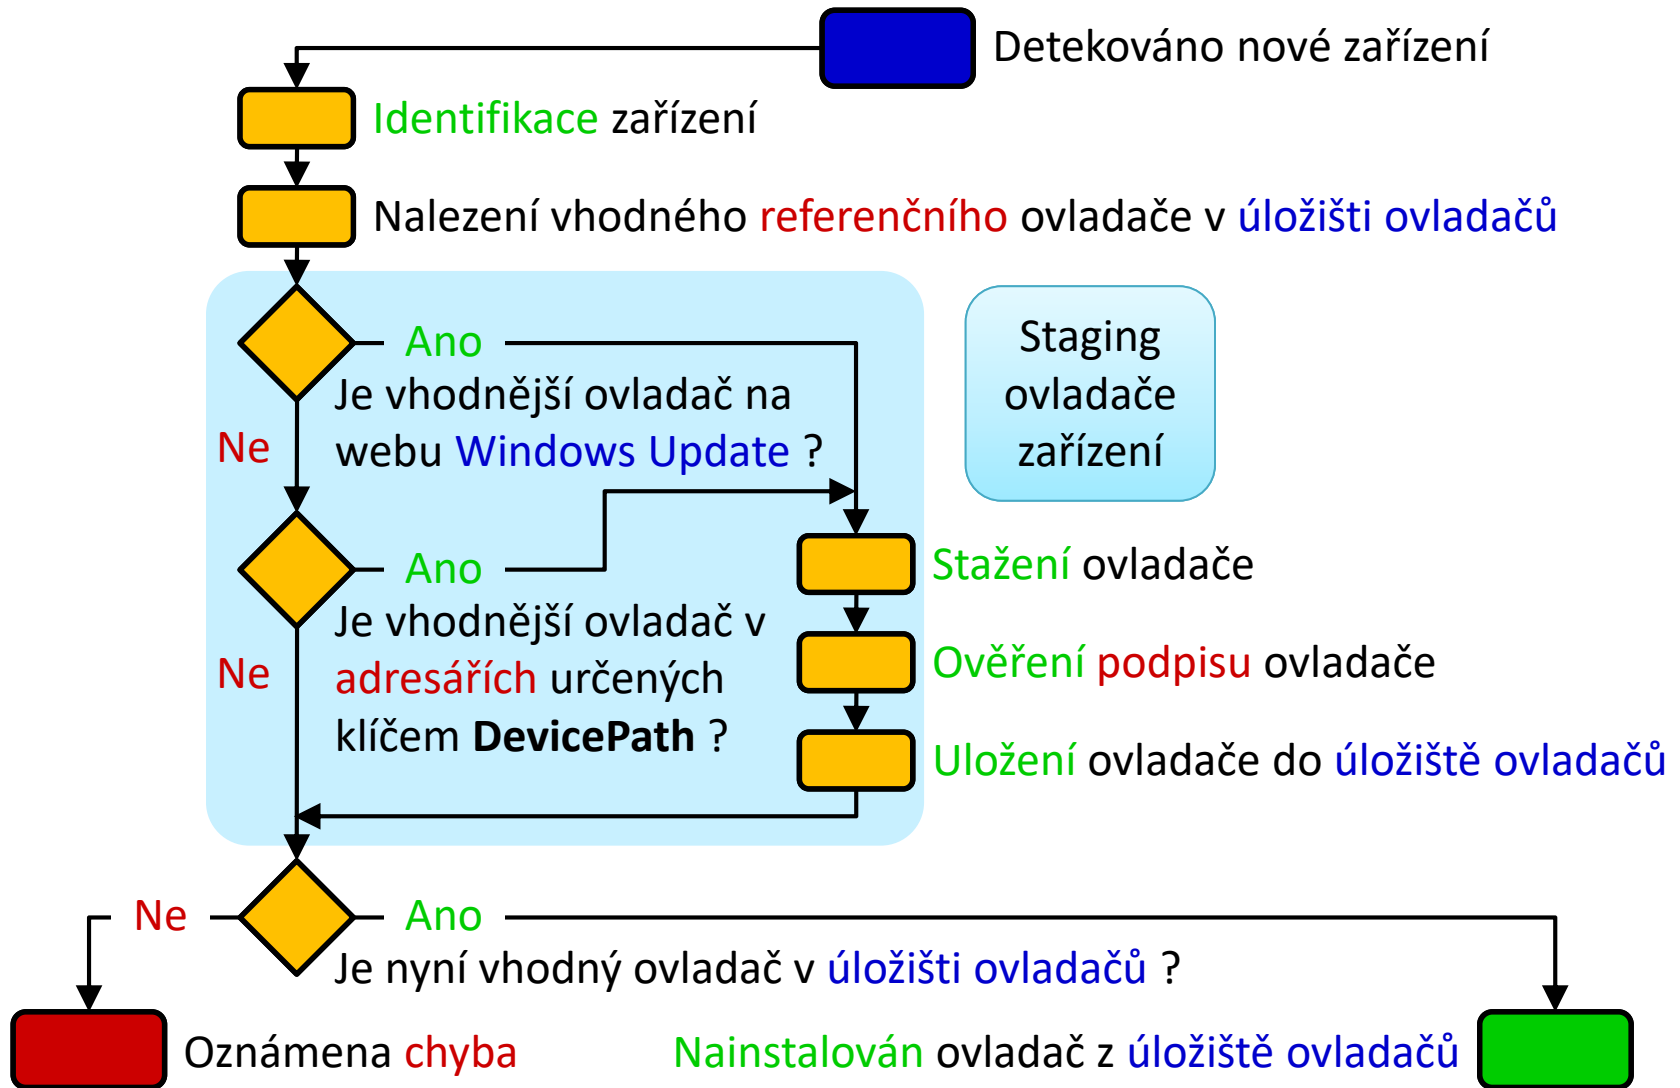 Detekováno nové zařízení
Identifikace zařízení
Nalezení vhodného referenčního ovladače v úložišti ovladačů
Ano
Je vhodnější ovladač na
webu Windows Update ?
Ne
Staging
ovladače
zařízení
Ano
Je vhodnější ovladač v
adresářích určených
klíčem DevicePath ?
Ne
Stažení ovladače
Ověření podpisu ovladače
Uložení ovladače do úložiště ovladačů
Ne
Ano
Je nyní vhodný ovladač v úložišti ovladačů ?
Oznámena chyba
Nainstalován ovladač z úložiště ovladačů